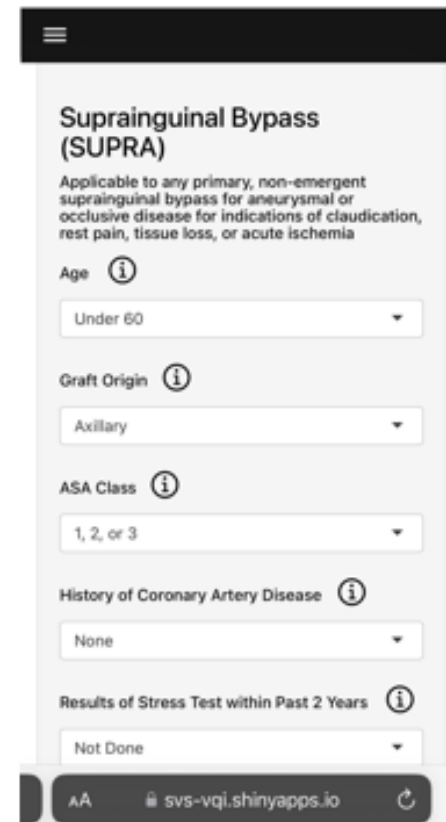 Suprainguinal Bypass
(SUPRA)
Applicable to any primary, non-emergent
suprainguinal bypass for aneurysmal or
occlusive disease for indications of claudication,
rest pain, tissue loss, or acute ischemia
Age
Under 60
Graft Origin
Axillary
ASA Class
1, 2, or 3
History of Coronary Artery Disease
None
Results of Stress Test within Past 2 Years
Not Done
AA svs-vqi.shinyapps.io